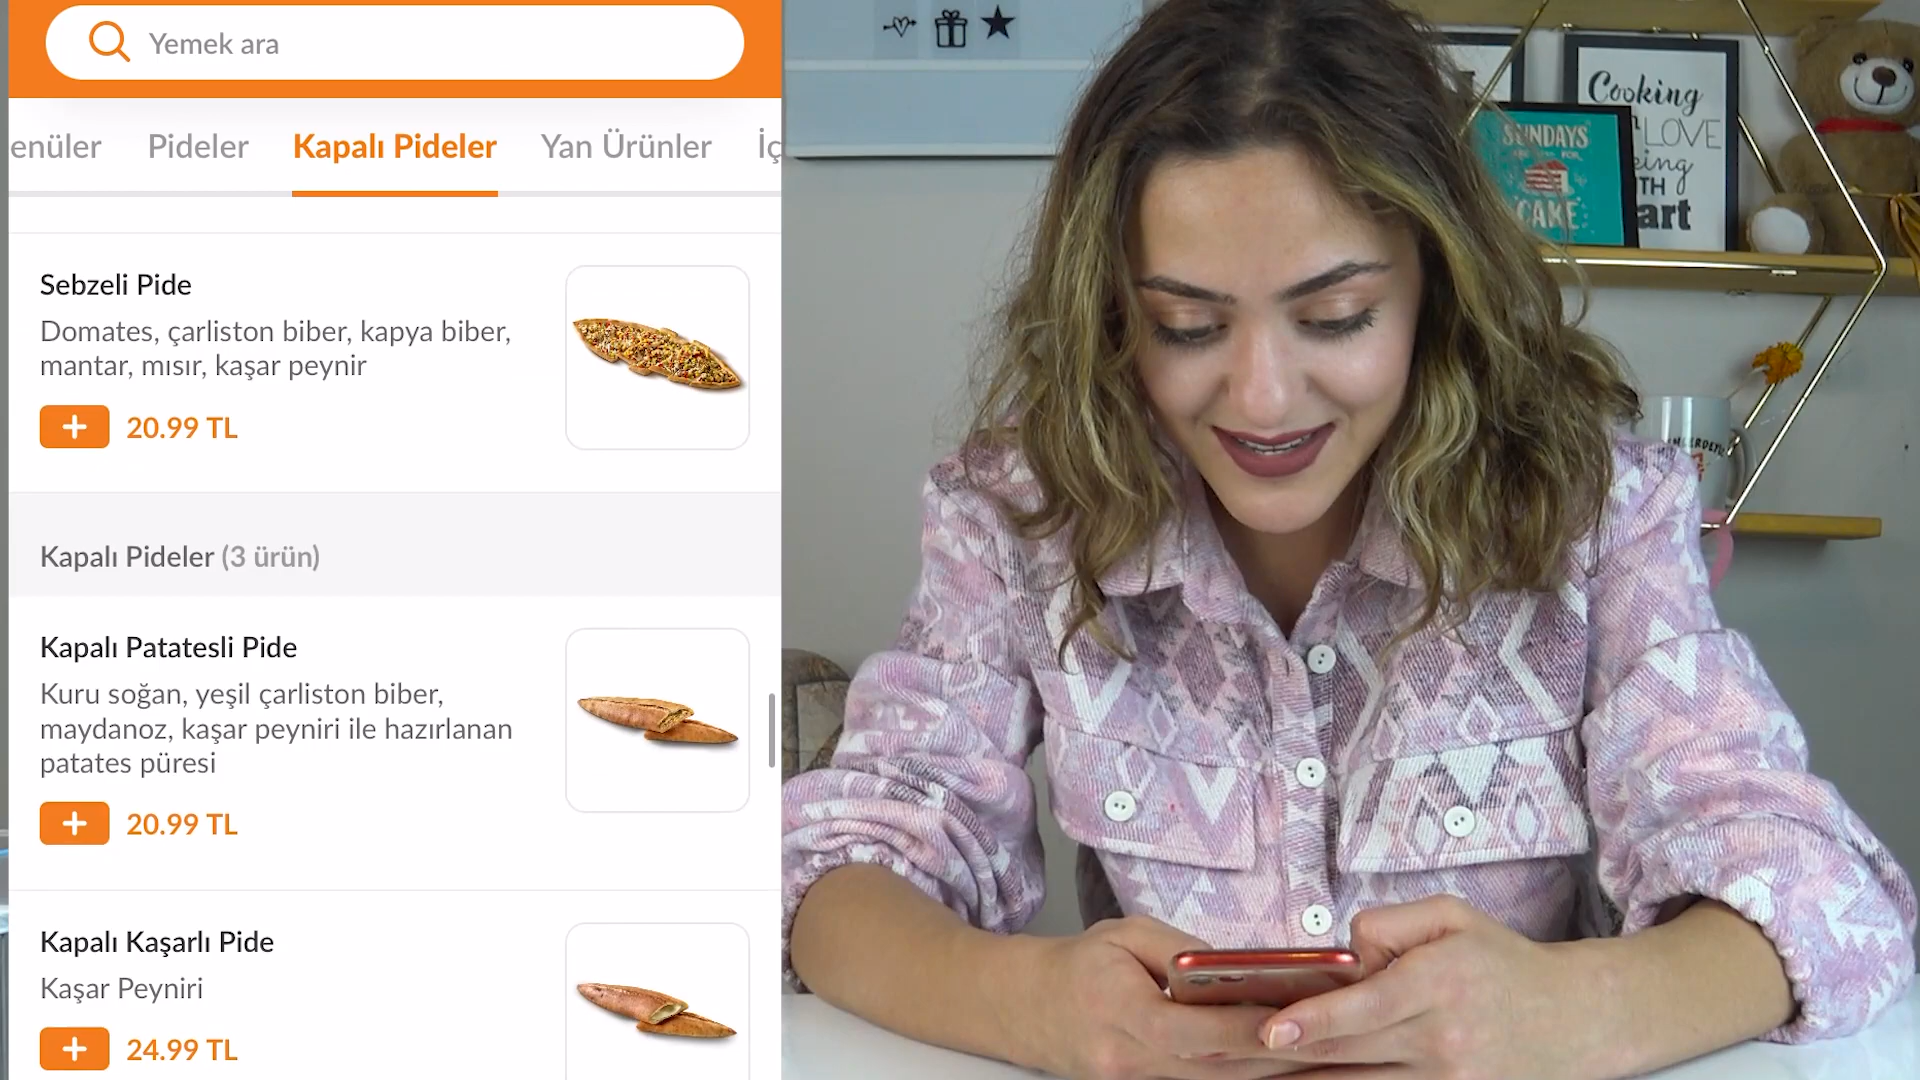 Yemek ara
enüler Pideler Kapalı Pideler Yan Ürünler İç
Sebzeli Pide
Domates, çarliston biber, kapya biber,
mantar, mısır, kaşar peynir
+ 20.99 TL
Kapalı Pideler (3 ürün)
Kapalı Patatesli Pide
Kuru soğan, yeşil çarliston biber,
maydanoz, kaşar peyniri ile hazırlanan
patates püresi
+ 20.99 TL
Kapalı Kaşarlı Pide
Kaşar Peyniri
+ 24.99 TL
Cooking
LOVE
SUNDAYS
FOR
CAKE
art